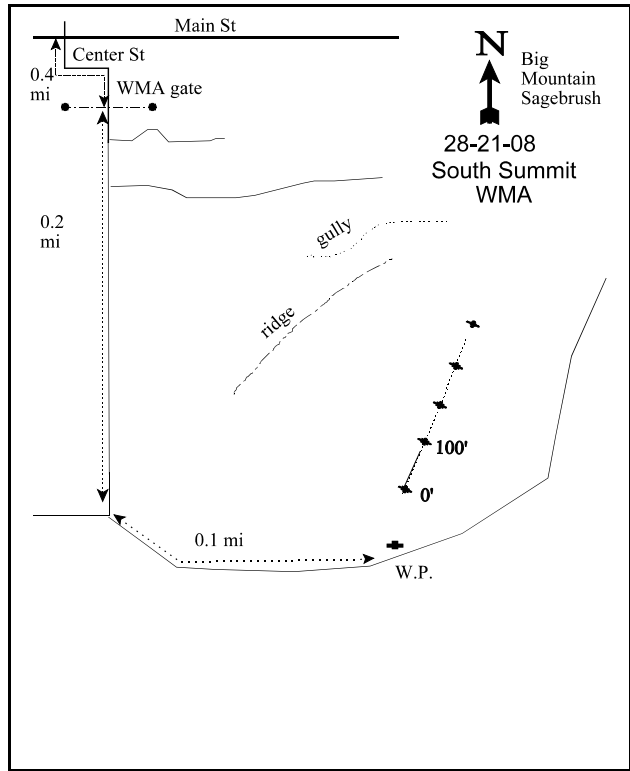 Main St
N
Center St
Big
Mountain
Sagebrush
0.4
mi
WMA gate
28-21-08
South Summit
WMA
0.2
mi
gully
ridge
100'
0'
0.1 mi
W.P.